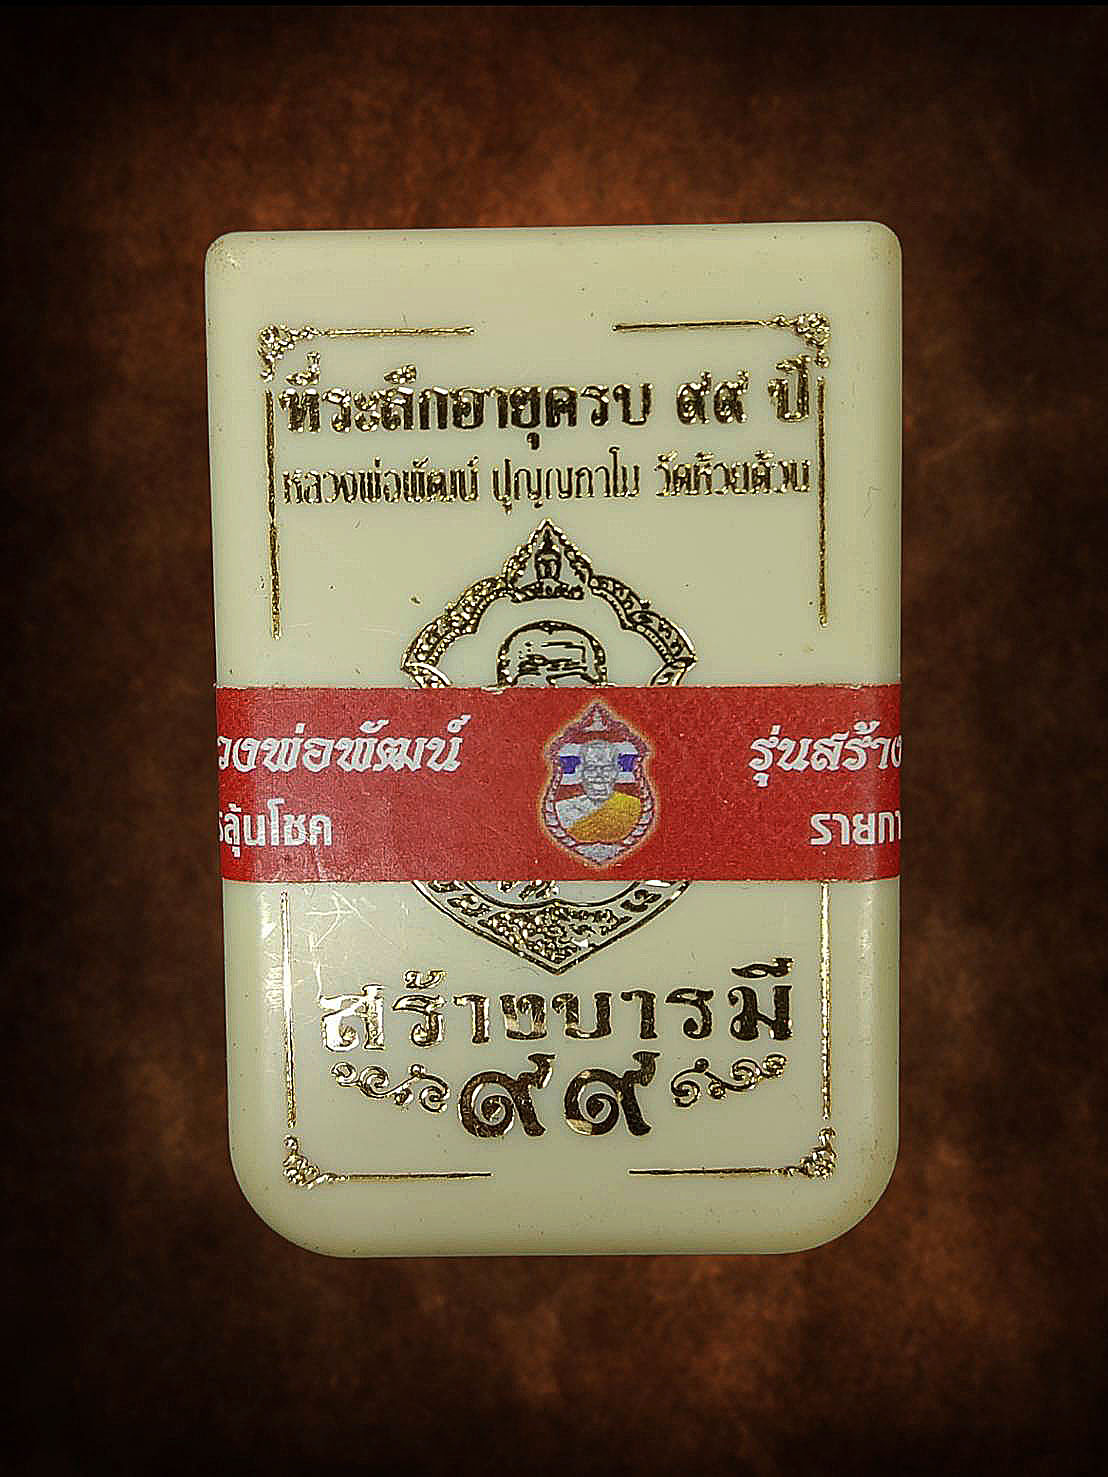 ที่ระลึกอายุครบ ๙๙ ปี
หลวงพ่อพัฒน์ ปุญฺญกาโม วัดห้วยด้วน
วงพ่อพัฒน์
รุ่นสร้าง
ลุ้นโชค
รายกา
สร้างบารมี
๙๙